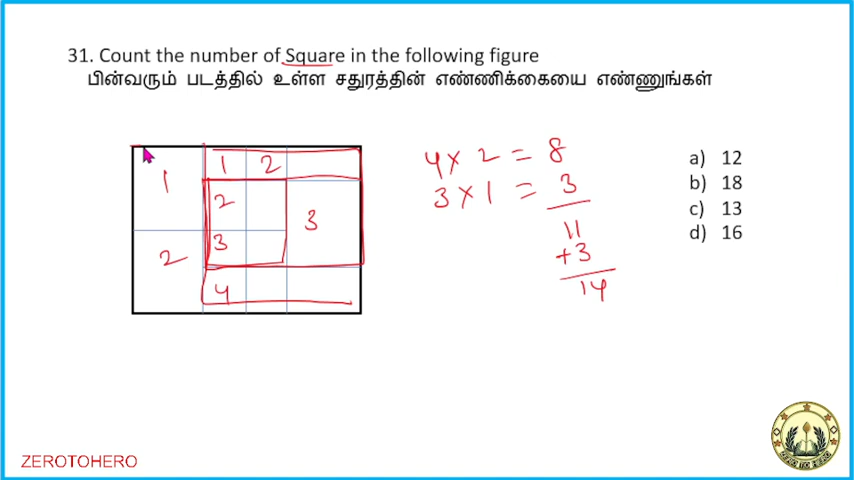 31. Count the number of Square in the following figure
பின்வரும் படத்தில் உள்ள சதுரத்தின் எண்ணிக்கையை எண்ணுங்கள்
1
2
1 2
2
3
3
4
4 x 2 = 8
3 x 1 = 3
11
+3
14
a) 12
b) 18
c) 13
d) 16
ZEROTOHERO